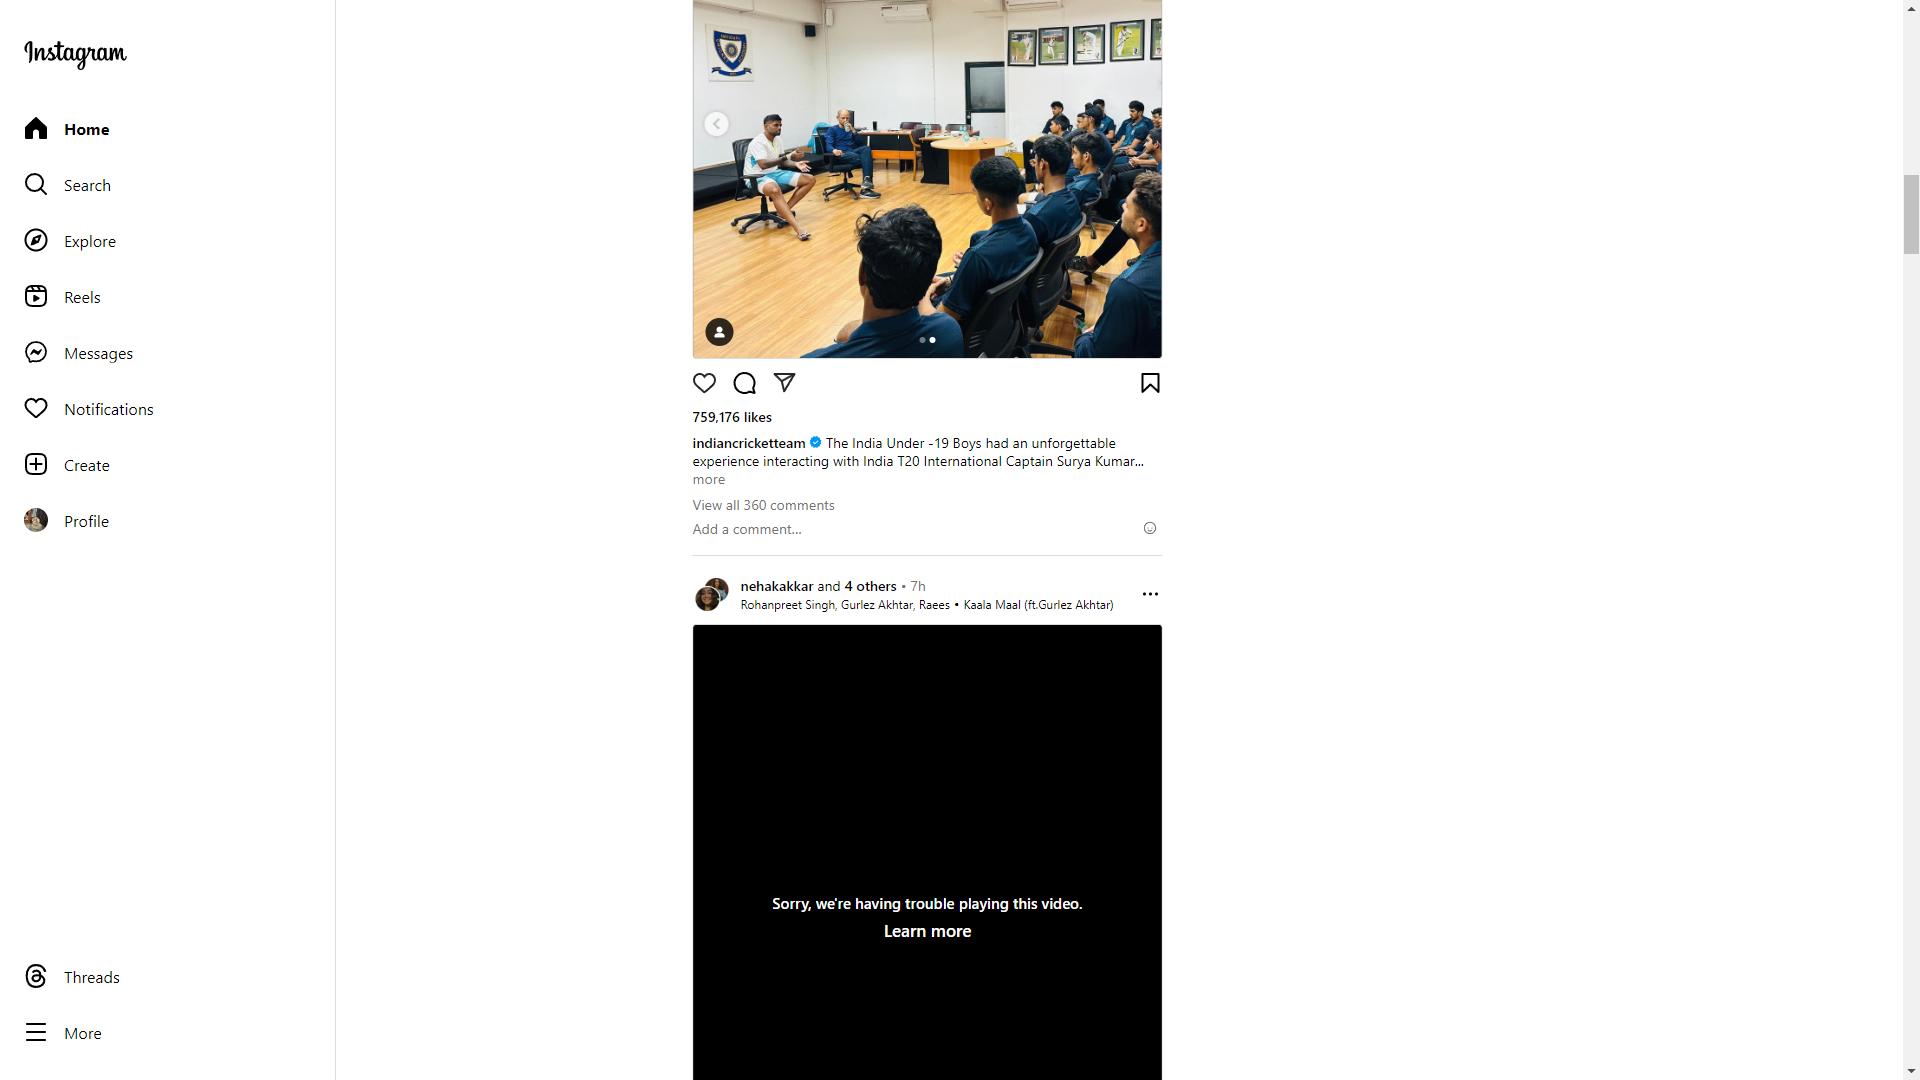 Instagram
Home
Search
Explore
Reels
Messages
Notifications
Create
Profile
Threads
More
759,176 likes
indiancricketteam The India Under -19 Boys had an unforgettable
experience interacting with India T20 International Captain Surya Kumar...
more
View all 360 comments
Add a comment...
nehakakkar and 4 others • 7h
Rohanpreet Singh, Gurlez Akhtar, Raees • Kaala Maal (ft.Gurlez Akhtar)
Sorry, we're having trouble playing this video.
Learn more